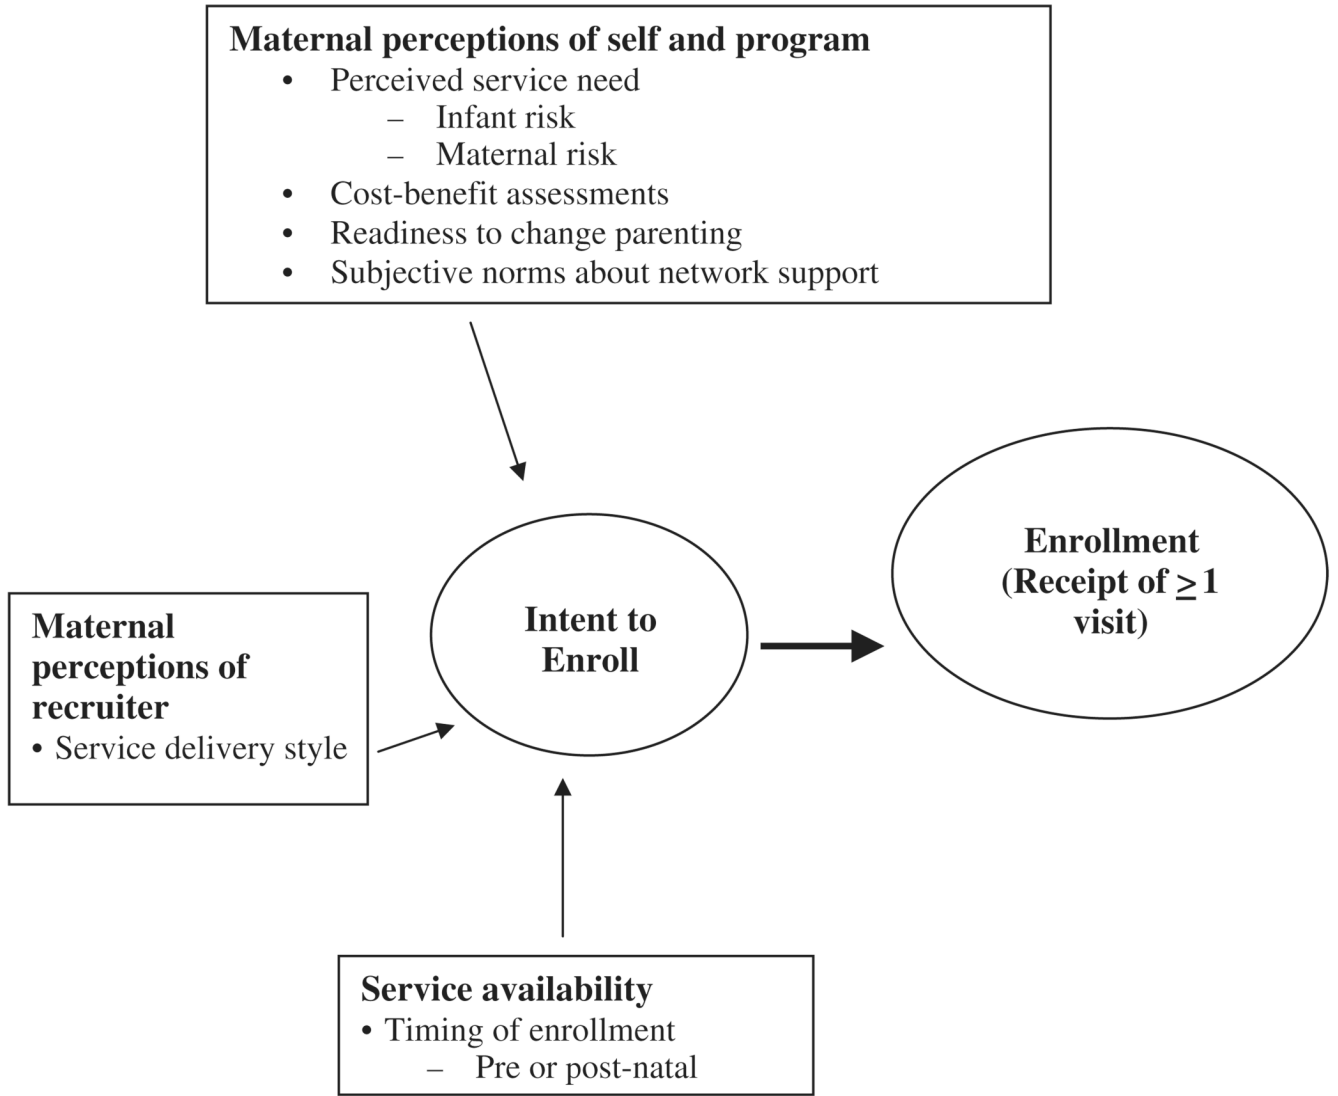 Maternal perceptions of self and program
• Perceived service need
– Infant risk
– Maternal risk
• Cost-benefit assessments
• Readiness to change parenting
• Subjective norms about network support
Enrollment
(Receipt of ≥ 1
visit)
Intent to
Enroll
Maternal
perceptions of
recruiter
• Service delivery style
Service availability
• Timing of enrollment
– Pre or post-natal